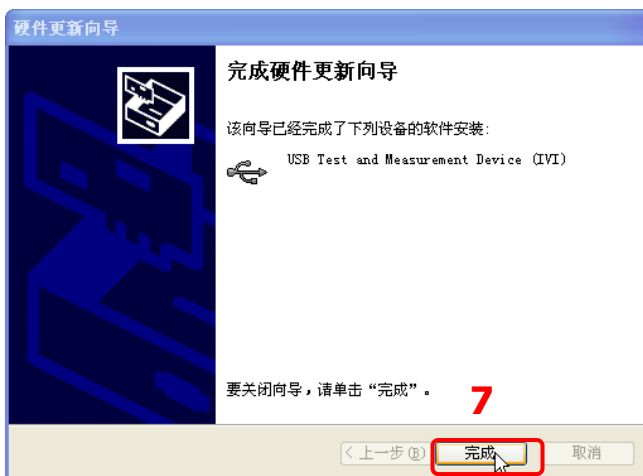 硬件更新向导
完成硬件更新向导
该向导已经完成了下列设备的软件安装:
USB Test and Measurement Device (IVI)
要关闭向导，请单击“完成”。
7
< 上一步(B) 完成 取消